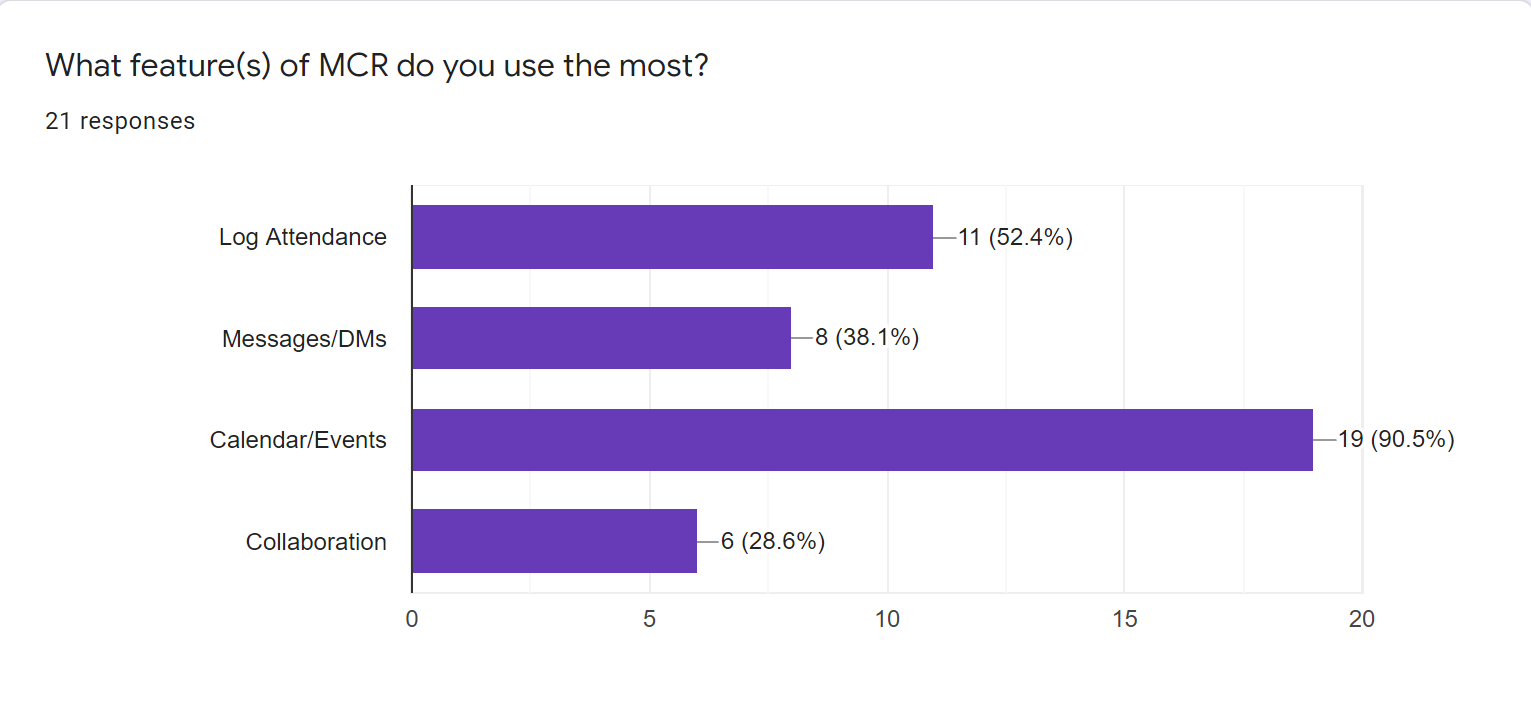 What feature(s) of MCR do you use the most?
21 responses
Log Attendance
11 (52.4%)
Messages/DMs
8 (38.1%)
Calendar/Events
19 (90.5%)
Collaboration
6 (28.6%)
0 5 10 15 20